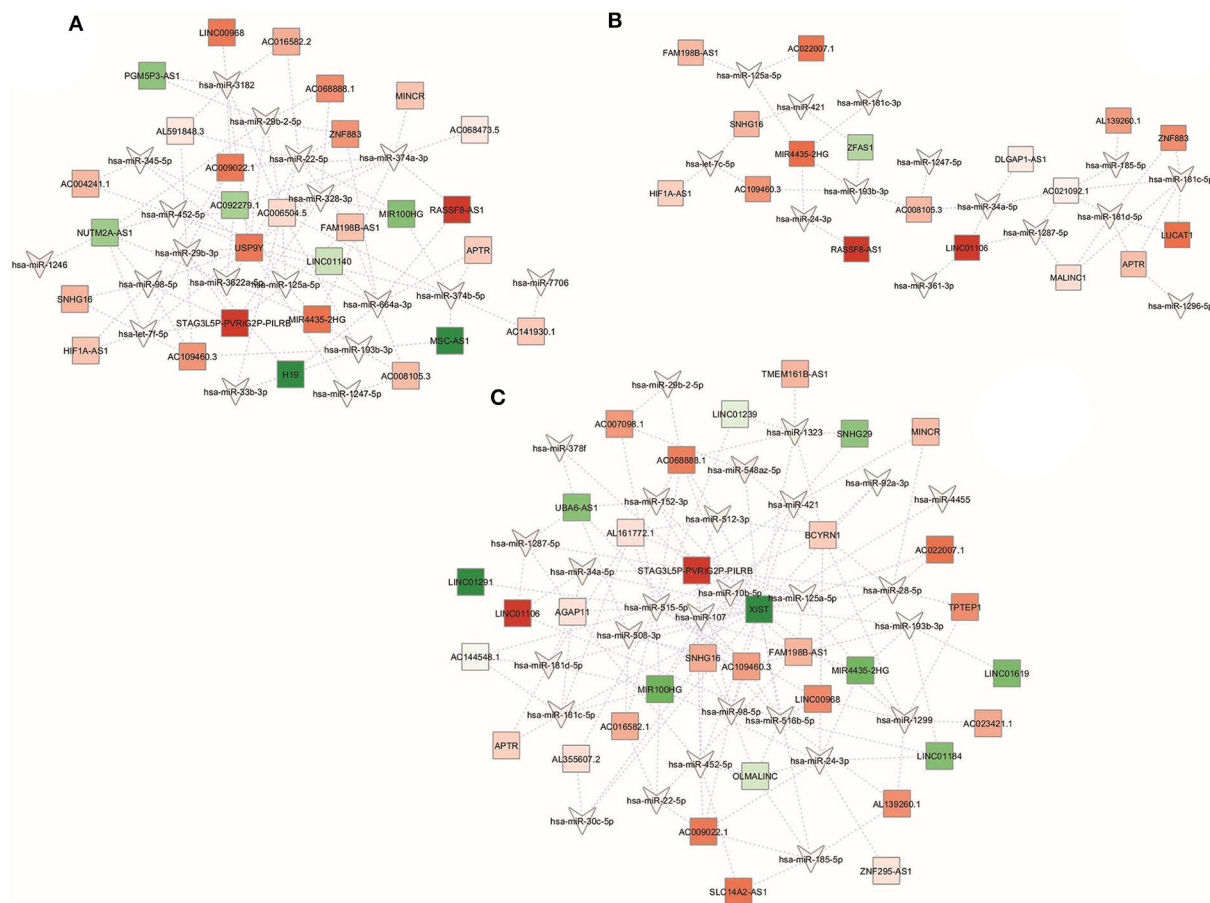 A
LINC00968
AC016582.2
PGM5P3-AS1
hsa-miR-3182
AC068888.1
MINCR
hsa-miR-29b-2-5p
AL591848.3
ZNF883
AC068473.5
hsa-miR-345-5p
hsa-miR-22-5p
hsa-miR-374a-3p
AC009022.1
AC004241.1
hsa-miR-328-3p
AC092279.1
hsa-miR-452-5p
AC006504.5
MIR100HG
RASSF8-AS1
FAM198B-AS1
NUTM2A-AS1
USP9Y
APTR
hsa-miR-29b-3p
LINC01140
hsa-miR-1246
hsa-miR-98-5p
hsa-miR-3622a-5p
hsa-miR-125a-5p
hsa-miR-7706
SNHG16
hsa-miR-664a-3p
hsa-miR-374b-5p
STAG3L5P-PVRIG2P-PILRB
MIR4435-2HG
hsa-let-7f-5p
AC141930.1
HIF1A-AS1
AC109460.3
hsa-miR-193b-3p
MSC-AS1
H19
AC008105.3
hsa-miR-33b-3p
hsa-miR-1247-5p
B
FAM198B-AS1
AC022007.1
hsa-miR-125a-5p
hsa-miR-181c-3p
hsa-miR-421
SNHG16
AL139260.1
ZNF883
MIR4435-2HG
ZFAS1
hsa-let-7c-5p
hsa-miR-1247-5p
DLGAP1-AS1
hsa-miR-185-5p
hsa-miR-181c-5p
HIF1A-AS1
AC109460.3
hsa-miR-193b-3p
AC021092.1
AC008105.3
hsa-miR-34a-5p
hsa-miR-24-3p
hsa-miR-181d-5p
hsa-miR-1287-5p
LUCAT1
RASSF8-AS1
LINC01106
APTR
MALINC1
hsa-miR-361-3p
hsa-miR-1296-5p
C
TMEM161B-AS1
hsa-miR-29b-2-5p
LINC01239
AC007098.1
hsa-miR-1323
SNHG29
MINCR
hsa-miR-378f
AC068888.1
hsa-miR-548az-5p
hsa-miR-92a-3p
hsa-miR-4455
UBA6-AS1
hsa-miR-152-3p
hsa-miR-421
hsa-miR-512-3p
AL161772.1
BCYRN1
hsa-miR-1287-5p
AC022007.1
hsa-miR-34a-5p
STAG3L5P-PVRIG2P-PILRB
LINC01291
hsa-miR-10b-5p
hsa-miR-125a-5p
hsa-miR-28-5p
LINC01106
AGAP11
hsa-miR-515-5p
hsa-miR-107
XIST
TPTEP1
hsa-miR-508-3p
hsa-miR-193b-3p
AC144548.1
SNHG16
AC109460.3
FAM198B-AS1
hsa-miR-181d-5p
MIR4435-2HG
LINC01619
MIR100HG
LINC00968
hsa-miR-181c-5p
hsa-miR-98-5p
hsa-miR-516b-5p
hsa-miR-1299
AC016582.1
AC023421.1
APTR
AL355607.2
hsa-miR-452-5p
hsa-miR-24-3p
LINC01184
OLMALINC
hsa-miR-22-5p
AL139260.1
hsa-miR-30c-5p
AC009022.1
hsa-miR-185-5p
ZNF295-AS1
SLC14A2-AS1